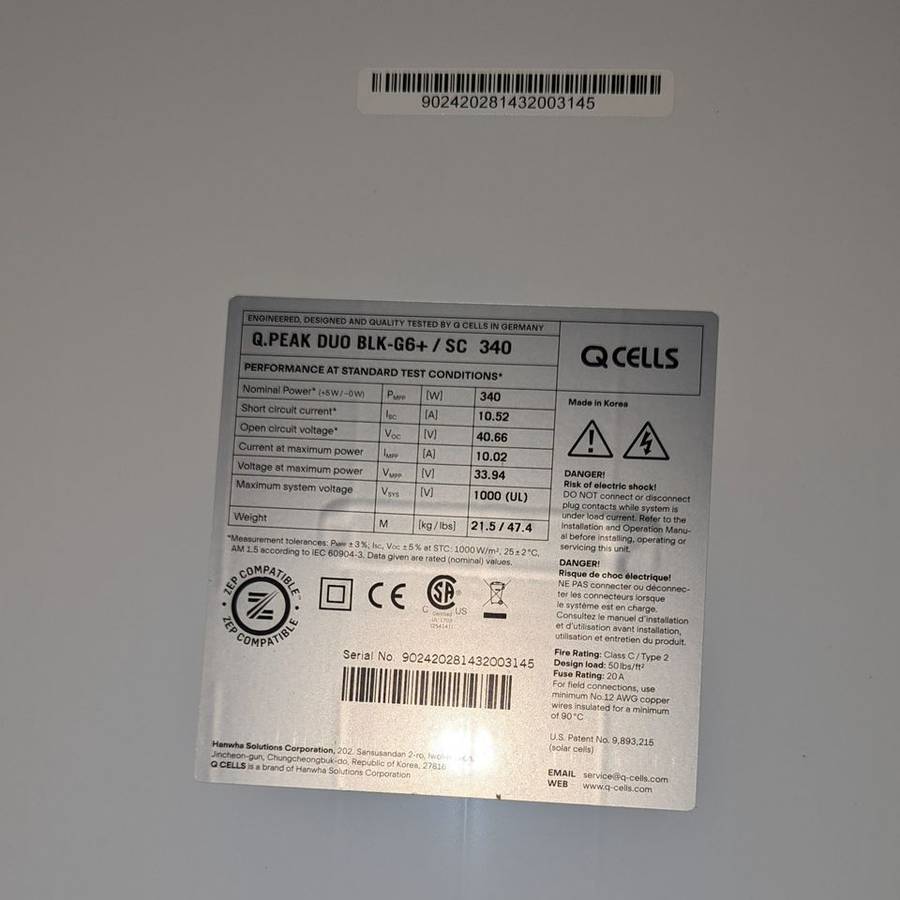 902420281432003145
ENGINEERED, DESIGNED AND QUALITY TESTED BY Q CELLS IN GERMANY
Q.PEAK DUO BLK-G6+ / SC 340
PERFORMANCE AT STANDARD TEST CONDITIONS*
Nominal Power* (+5W/-0W) PMPP [W] 340
Short circuit current* ISC [A] 10.52
Open circuit voltage* VOC [V] 40.66
Current at maximum power IMPP [A] 10.02
Voltage at maximum power VMPP [V] 33.94
Maximum system voltage VSYS [V] 1000 (UL)
Weight M [kg/lbs] 21.5 / 47.4
*Measurement tolerances: PMPP ±3%; ISC, VOC ±5% at STC: 1000W/m², 25±2°C,
AM 1.5 according to IEC 60904-3. Data given are rated (nominal) values.
ZEP COMPATIBLE™
ZEP COMPATIBLE
CE
SA
C US
Certified
UL 1703
Serial No. 902420281432003145
Hanwha Solutions Corporation, 202, Sansusandan 2-ro,
Jincheon-gun, Chungcheongbuk-do, Republic of Korea, 27816
Q CELLS is a brand of Hanwha Solutions Corporation
Q CELLS
Made in Korea
DANGER!
Risk of electric shock!
DO NOT connect or disconnect
plug contacts while system is
under load current. Refer to the
Installation and Operation Manu-
al before installing, operating or
servicing this unit.
DANGER!
Risque de choc électrique!
NE PAS connecter ou déconnec-
ter les connecteurs lorsque
le système est en charge.
Consultez le manuel d'installation
et d'utilisation avant installation,
utilisation et entretien du produit.
Fire Rating: Class C / Type 2
Design load: 50 lbs/ft²
Fuse Rating: 20 A
For field connections, use
minimum No.12 AWG copper
wires insulated for a minimum
of 90°C
U.S. Patent No. 9,893,215
(solar cells)
EMAIL service@q-cells.com
WEB www.q-cells.com